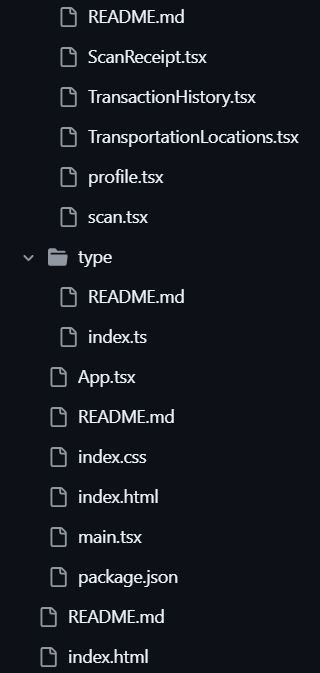 README.md
ScanReceipt.tsx
TransactionHistory.tsx
TransportationLocations.tsx
profile.tsx
scan.tsx
type
README.md
index.ts
App.tsx
README.md
index.css
index.html
main.tsx
package.json
README.md
index.html